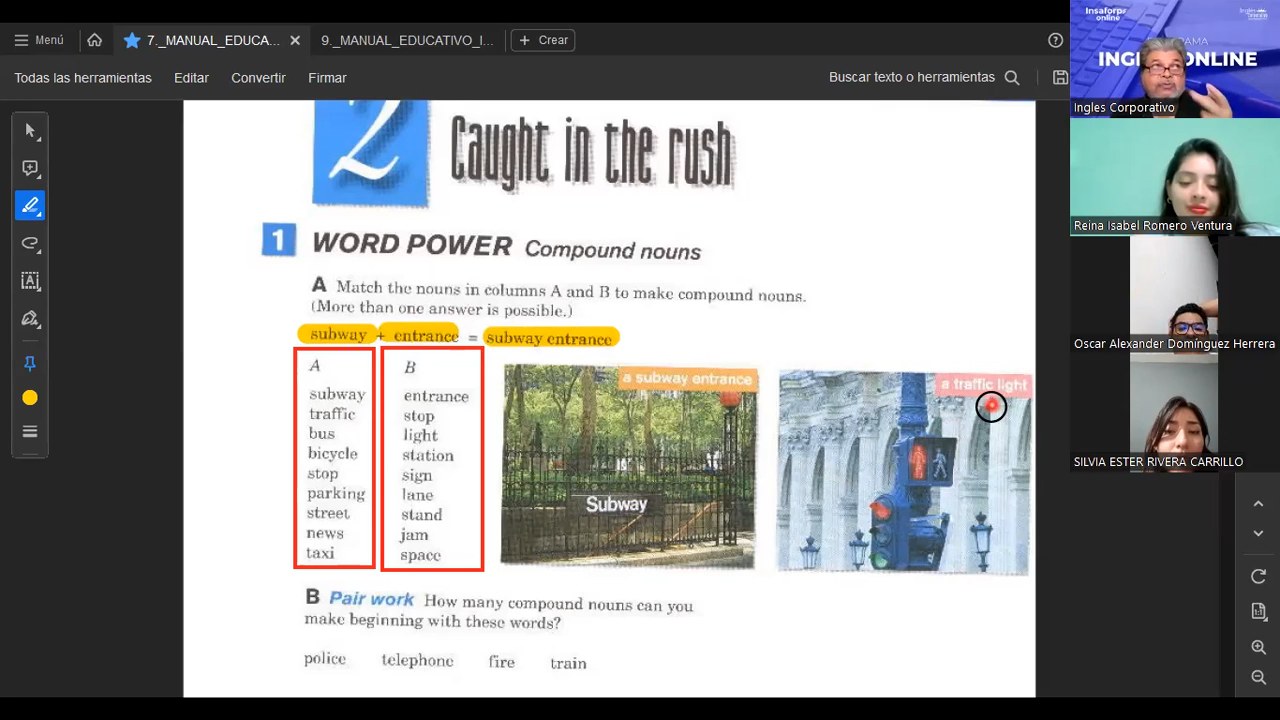 Menú
7._MANUAL_EDUCA...
9._MANUAL_EDUCATIVO_I...
Crear
Todas las herramientas
Editar
Convertir
Firmar
Buscar texto o herramientas
2 Caught in the rush
1 WORD POWER Compound nouns
A Match the nouns in columns A and B to make compound nouns.
(More than one answer is possible.)
subway + entrance = subway entrance
A
subway
traffic
bus
bicycle
stop
parking
street
news
taxi
B
entrance
stop
light
station
sign
lane
stand
jam
space
a subway entrance
Subway
a traffic light
B Pair work How many compound nouns can you
make beginning with these words?
police telephone fire train
Insaforp
online
Ingles Corporativo
Reina Isabel Romero Ventura
Oscar Alexander Domínguez Herrera
SILVIA ESTER RIVERA CARRILLO